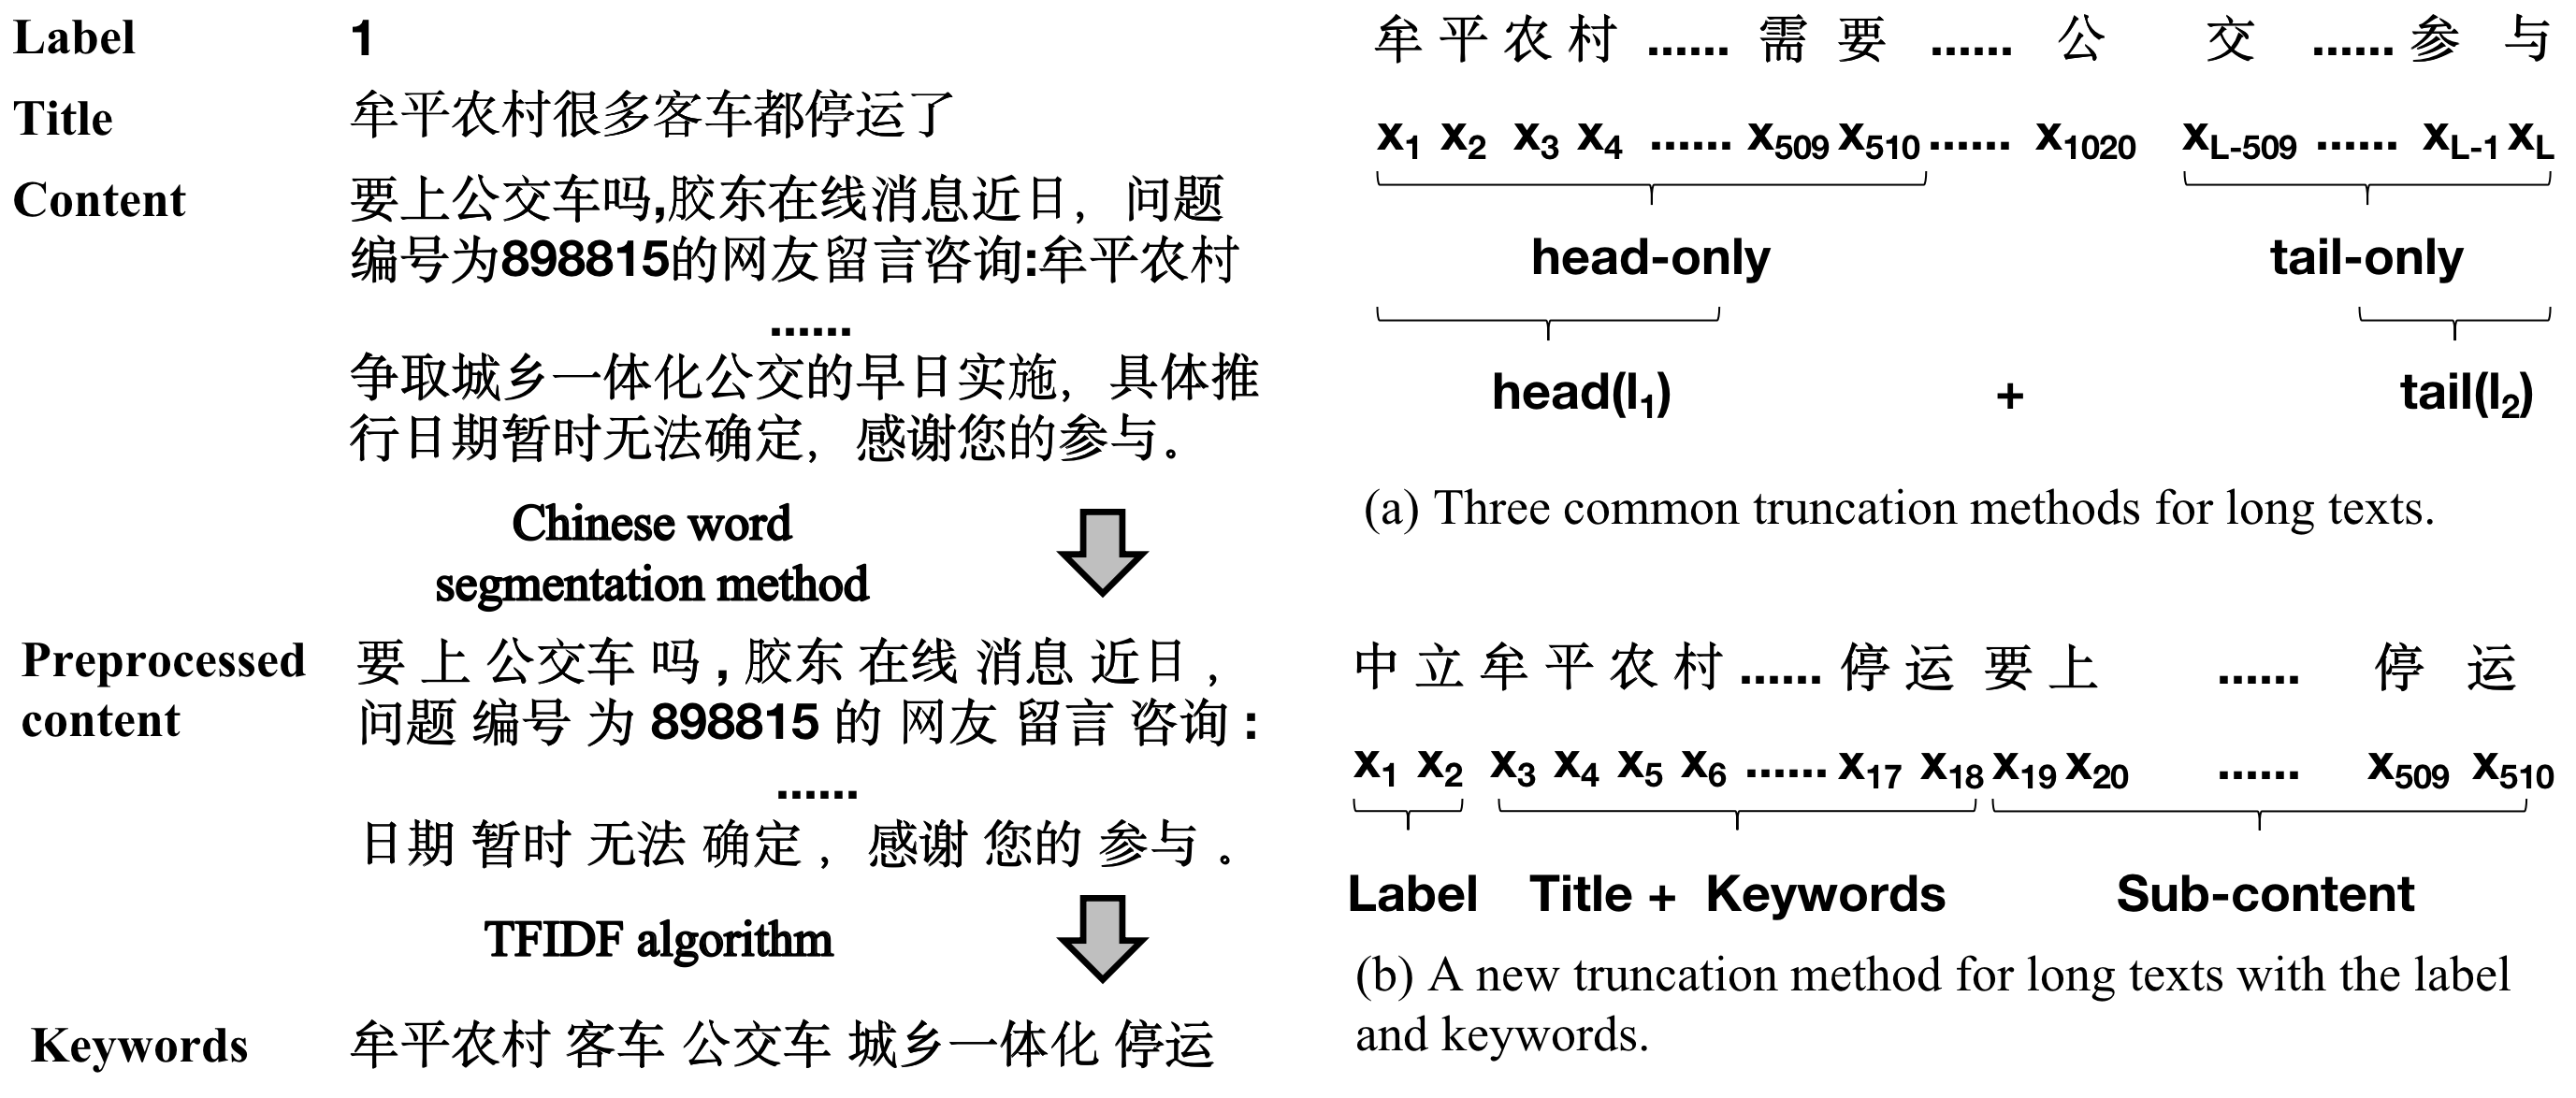 Label 1
Title 牟平农村很多客车都停运了
Content 要上公交车吗,胶东在线消息近日，问题
编号为898815的网友留言咨询:牟平农村
......
争取城乡一体化公交的早日实施，具体推
行日期暂时无法确定，感谢您的参与。
Chinese word
segmentation method
Preprocessed
content
要 上 公交车 吗 , 胶东 在线 消息 近日 ，
问题 编号 为 898815 的 网友 留言 咨询 :
......
日期 暂时 无法 确定 ，感谢 您的 参与 。
TFIDF algorithm
Keywords 牟平农村 客车 公交车 城乡一体化 停运
牟 平 农 村 ...... 需 要 ...... 公 交 ...... 参 与
x1 x2 x3 x4 ...... x509 x510 ...... x1020 xL-509 ...... xL-1 xL
head-only tail-only
head(l1) + tail(l2)
(a) Three common truncation methods for long texts.
中 立 牟 平 农 村 ...... 停 运 要 上 ...... 停 运
x1 x2 x3 x4 x5 x6 ...... x17 x18 x19 x20 ...... x509 x510
Label Title + Keywords Sub-content
(b) A new truncation method for long texts with the label
and keywords.